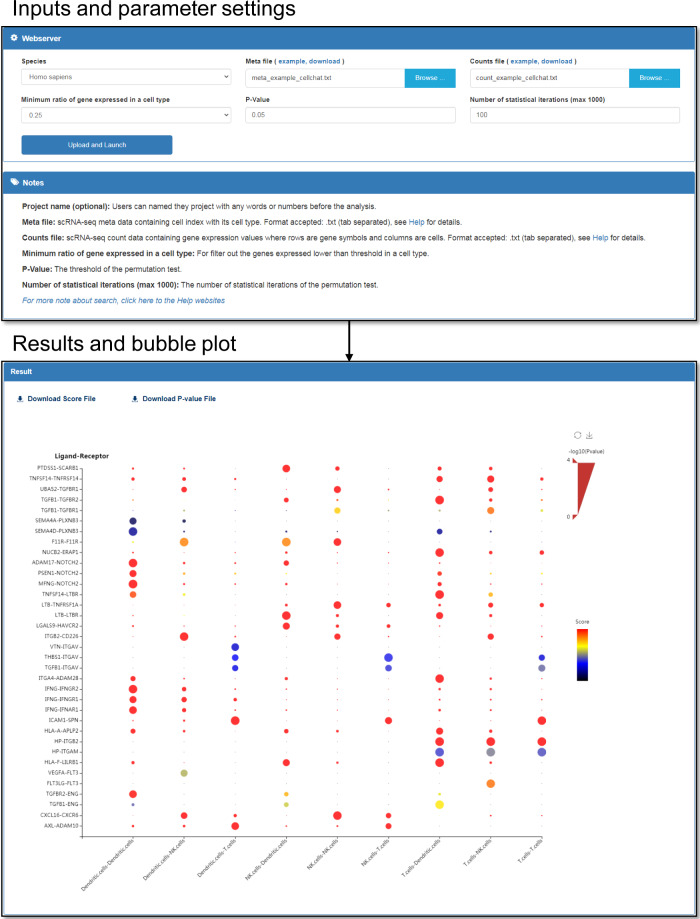 Inputs and parameter settings
Webserver
Species
Meta file ( example, download )
Counts file ( example, download )
Homo sapiens
meta_example_cellchat.txt
Browse ...
count_example_cellchat.txt
Browse ...
Minimum ratio of gene expressed in a cell type
P-Value
Number of statistical iterations (max 1000)
0.25
0.05
100
Upload and Launch
Notes
Project name (optional): Users can named they project with any words or numbers before the analysis.
Meta file: scRNA-seq meta data containing cell index with its cell type. Format accepted: .txt (tab separated), see Help for details.
Counts file: scRNA-seq count data containing gene expression values where rows are gene symbols and columns are cells. Format accepted: .txt (tab separated), see Help for details.
Minimum ratio of gene expressed in a cell type: For filter out the genes expressed lower than threshold in a cell type.
P-Value: The threshold of the permutation test.
Number of statistical iterations (max 1000): The number of statistical iterations of the permutation test.
For more note about search, click here to the Help websites
Results and bubble plot
Result
Download Score File
Download P-value File
Ligand-Receptor
-log10(Pvalue)
4
0
PTDSS1-SCARB1
TNFSF14-TNFRSF14
UBA52-TGFBR1
TGFB1-TGFBR2
TGFB1-TGFBR1
SEMA4A-PLXNB3
SEMA4D-PLXNB3
F11R-F11R
NUCB2-ERAP1
ADAM17-NOTCH2
PSEN1-NOTCH2
MFNG-NOTCH2
TNFSF14-LTBR
LTB-TNFRSF1A
LTB-LTBR
LGALS9-HAVCR2
ITGB2-CD226
VTN-ITGAV
THBS1-ITGAV
TGFB1-ITGAV
ITGA4-ADAM28
IFNG-IFNGR2
IFNG-IFNGR1
IFNG-IFNAR1
ICAM1-SPN
HLA-A-APLP2
HP-ITGB2
HP-ITGAM
HLA-F-LILRB1
VEGFA-FLT3
FLT3LG-FLT3
TGFBR2-ENG
TGFB1-ENG
CXCL16-CXCR6
AXL-ADAM10
Score
Dendritic.cells-Dendritic.cells
Dendritic.cells-NK.cells
Dendritic.cells-T.cells
NK.cells-Dendritic.cells
NK.cells-NK.cells
NK.cells-T.cells
T.cells-Dendritic.cells
T.cells-NK.cells
T.cells-T.cells